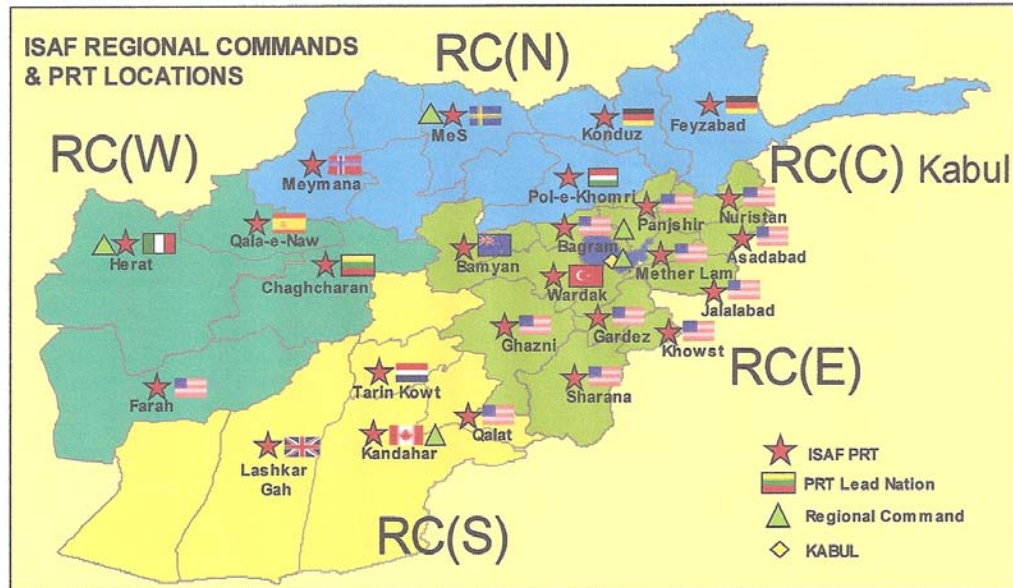 ISAF REGIONAL COMMANDS
& PRT LOCATIONS
RC(N)
RC(W)
RC(C) Kabul
RC(E)
RC(S)
MeS
Konduz
Feyzabad
Meymana
Pol-e-Khomri
Panjshir
Nuristan
Qala-e-Naw
Bagram
Asadabad
Herat
Bamyan
Mether Lam
Chaghcharan
Wardak
Jalalabad
Ghazni
Gardez
Khowst
Farah
Tarin Kowt
Sharana
Qalat
Kandahar
Lashkar
Gah
ISAF PRT
PRT Lead Nation
Regional Command
KABUL